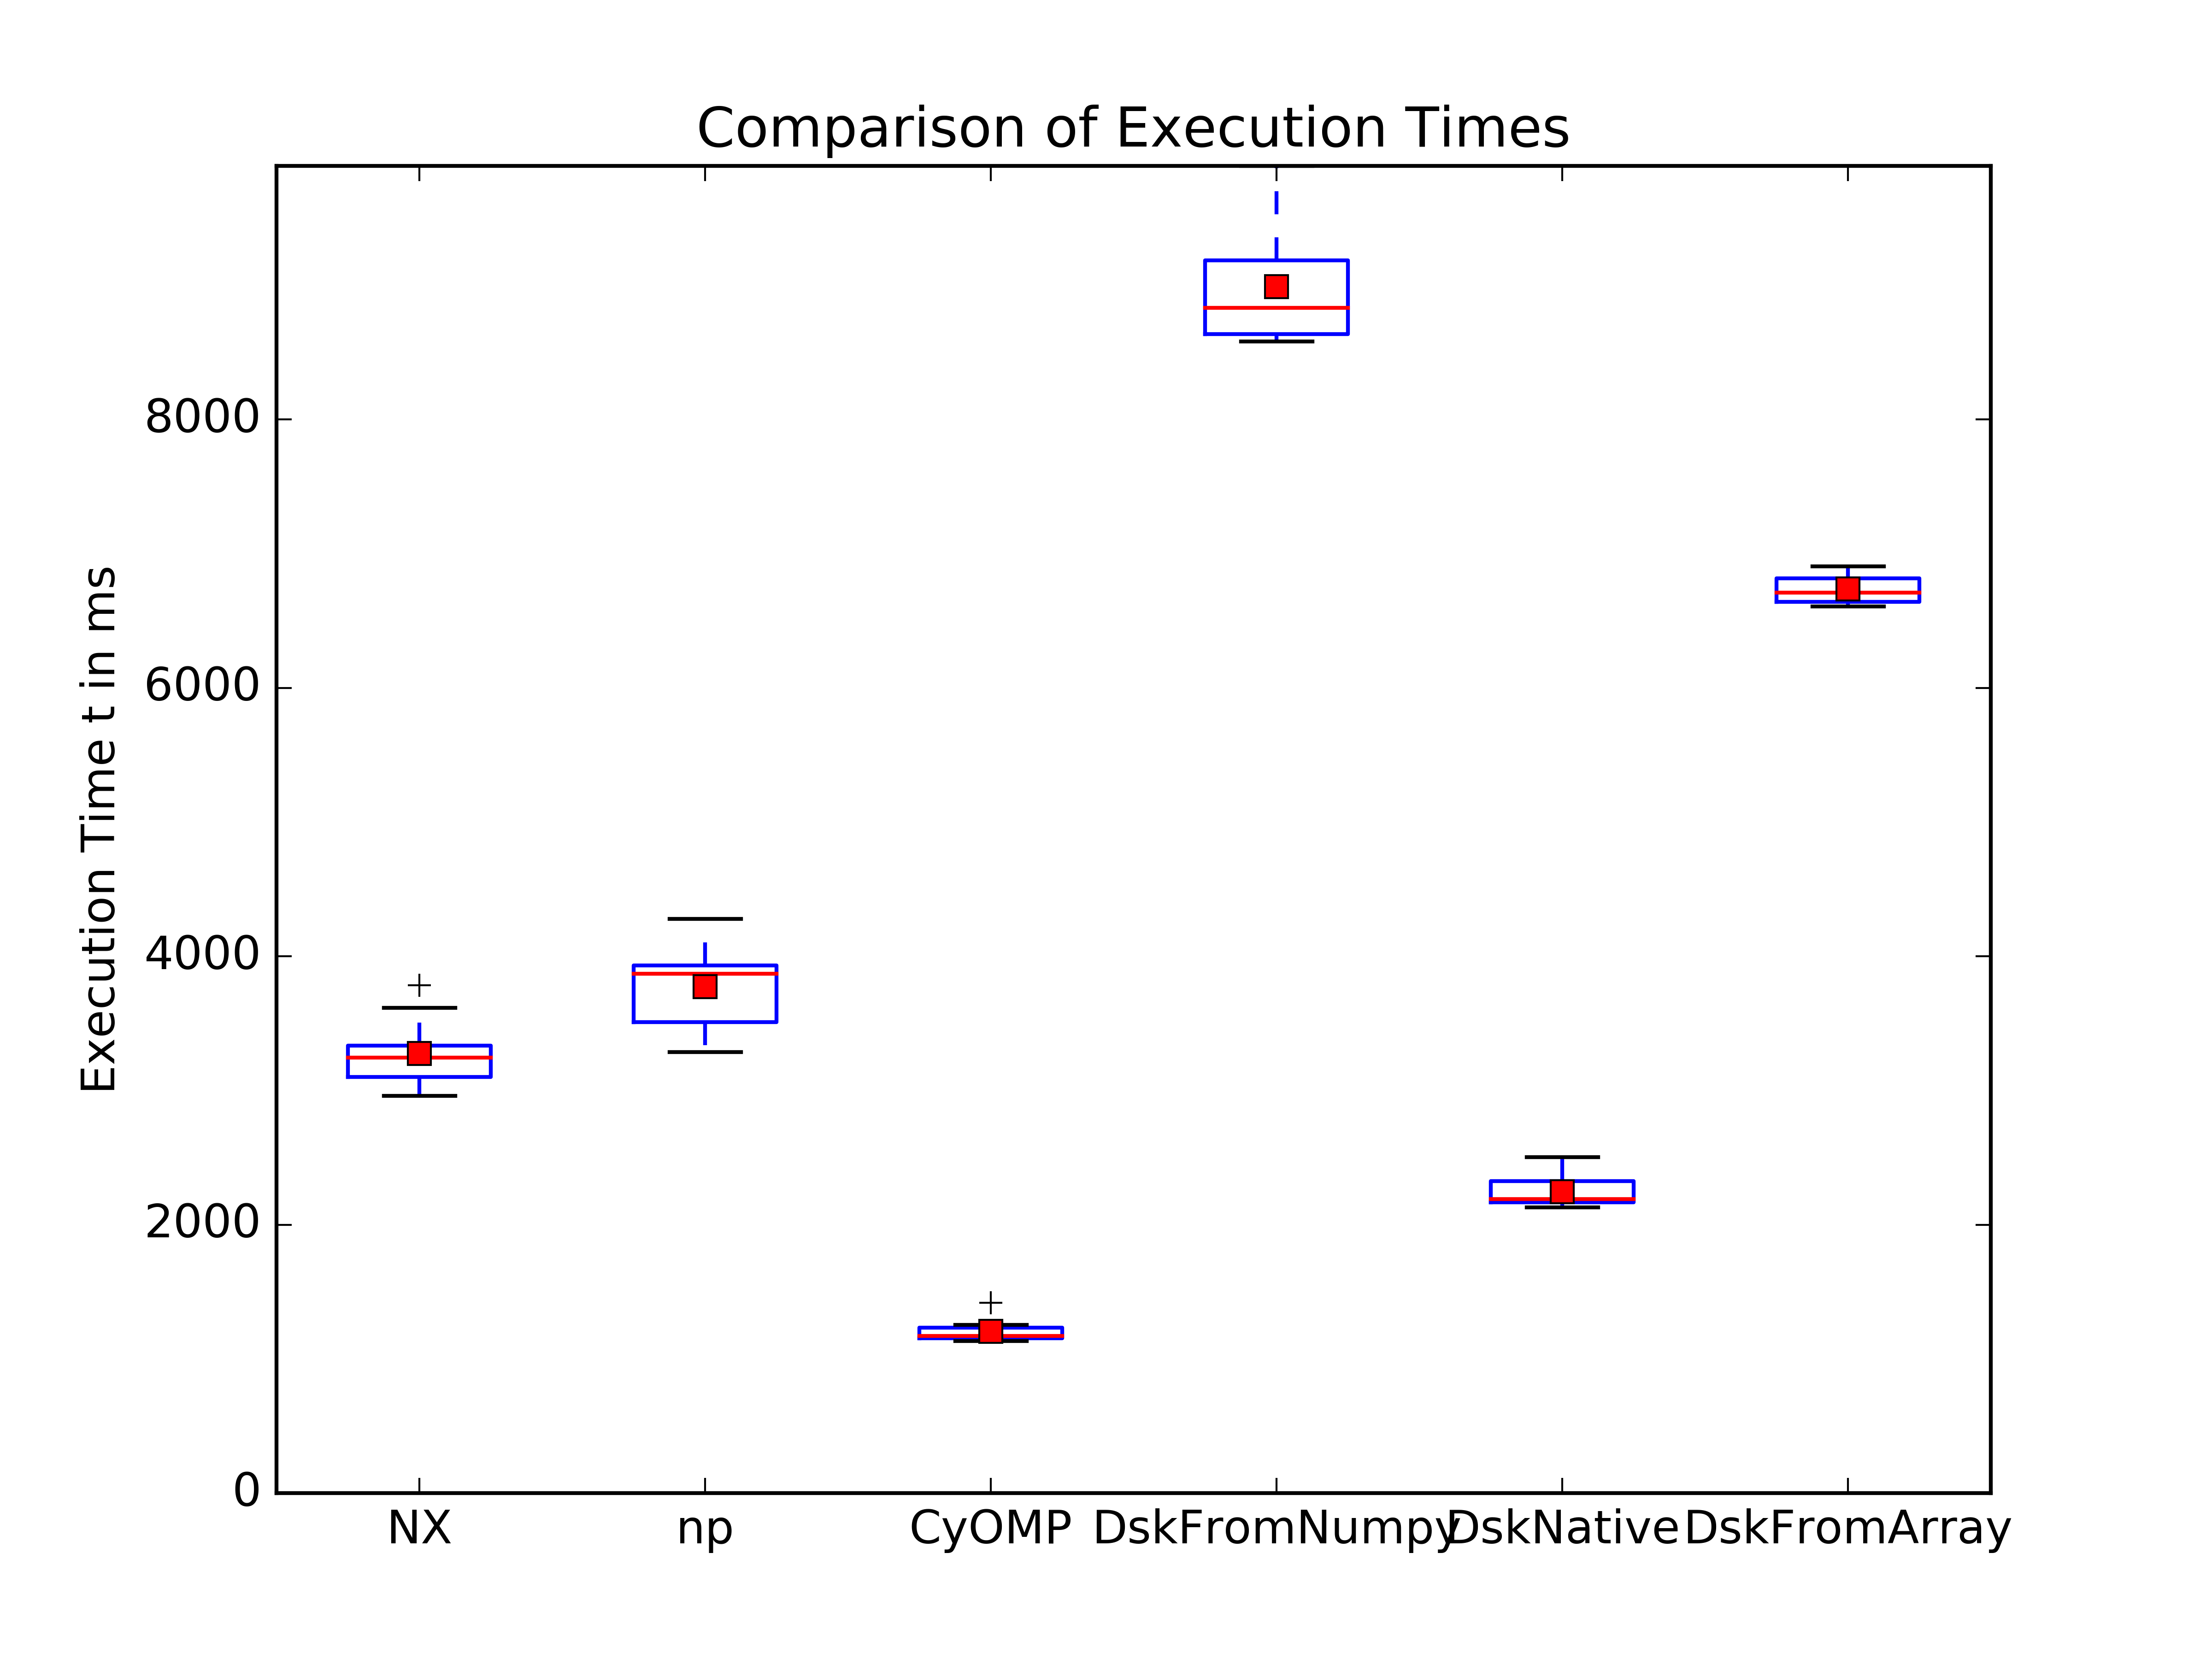 Comparison of Execution Times
Execution Time t in ms
8000
6000
4000
2000
0
NX np CyOMP DskFromNumpy DskNative DskFromArray